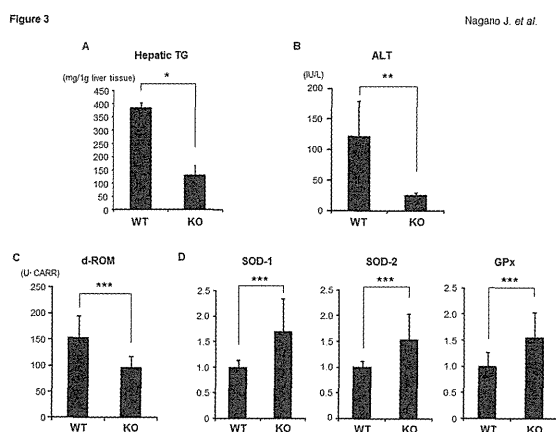 Figure 3
Nagano J. et al.
A
Hepatic TG
(mg/1g liver tissue)
*
450
400
350
300
250
200
150
100
50
0
WT KO
B
ALT
(IU/L)
**
200
150
100
50
0
WT KO
C
d-ROM
(U· CARR)
***
250
200
150
100
50
0
WT KO
D
SOD-1
***
2.5
2.0
1.5
1.0
0.5
0
WT KO
SOD-2
***
2.5
2.0
1.5
1.0
0.5
0
WT KO
GPx
***
2.5
2.0
1.5
1.0
0.5
0
WT KO